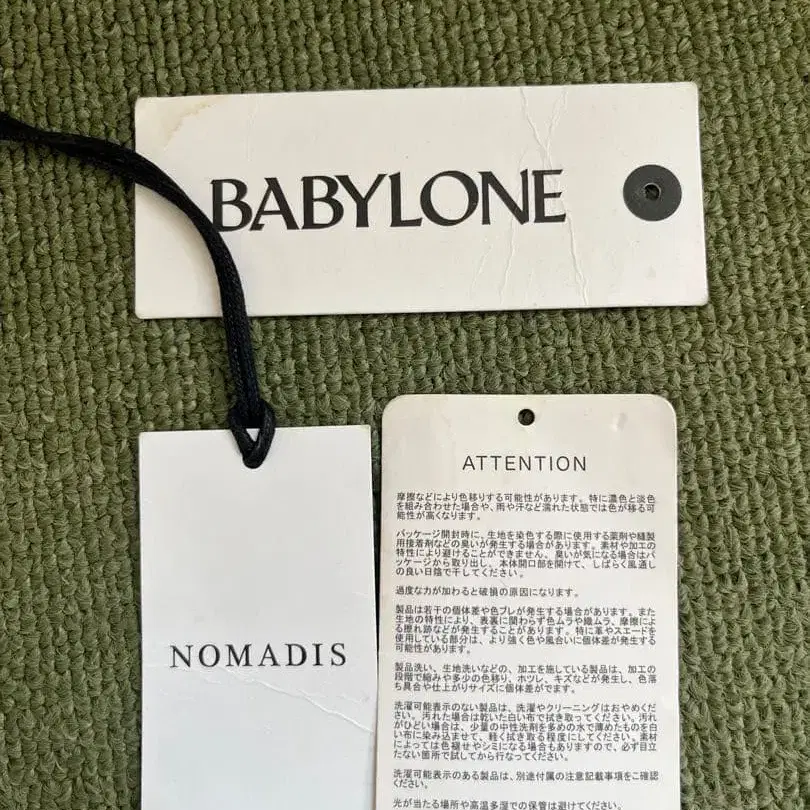 BABYLONE
NOMADIS
ATTENTION
摩擦などにより色移りする可能性があります。特に濃色と淡色
を組み合わせた場合や、雨や汗など濡れた状態では色が移る可
能性が高くなります。
パッケージ開封時に、生地を染色する際に使用する薬剤や縫製
用接着剤などの臭いが発生する場合があります。素材や加工の
特性により避けることができません。臭いが気になる場合はパ
ッケージから取り出し、本体開口部を開けて、しばらく風通し
の良い日陰で干してください。
過度な力が加わると破損の原因になります。
製品は若干の個体差や色ブレが発生する場合があります。また
生地の特性により、表裏に関わらず色ムラや織ムラ、摩擦によ
る擦れ跡などが発生することがあります。特に革やスエードを
使用している部分は、より強く色や風合いに個体差が発生する
可能性があります。
製品洗い、生地洗いなどの、加工を施している製品は、加工の
段階で縮みや多少の色移り、ホツレ、キズなどが発生し、色落
ち具合や仕上がりサイズに個体差がでます。
洗濯可能表示のない製品は、洗濯やクリーニングはおやめくだ
さい。汚れた場合は乾いた白い布で拭き取ってください。汚れ
がひどい場合は、少量の中性洗剤を多めの水で薄めたものを白
い布に染み込ませて、軽く拭き取る程度にしてください。素材
によっては色褪せやシミになる場合もありますので、必ず目立
たない箇所で試してから行なってください。
洗濯可能表示のある製品は、別途付属の注意記載事項をご確認
ください。
光が当たる場所や高温多湿での保管は避けてください。